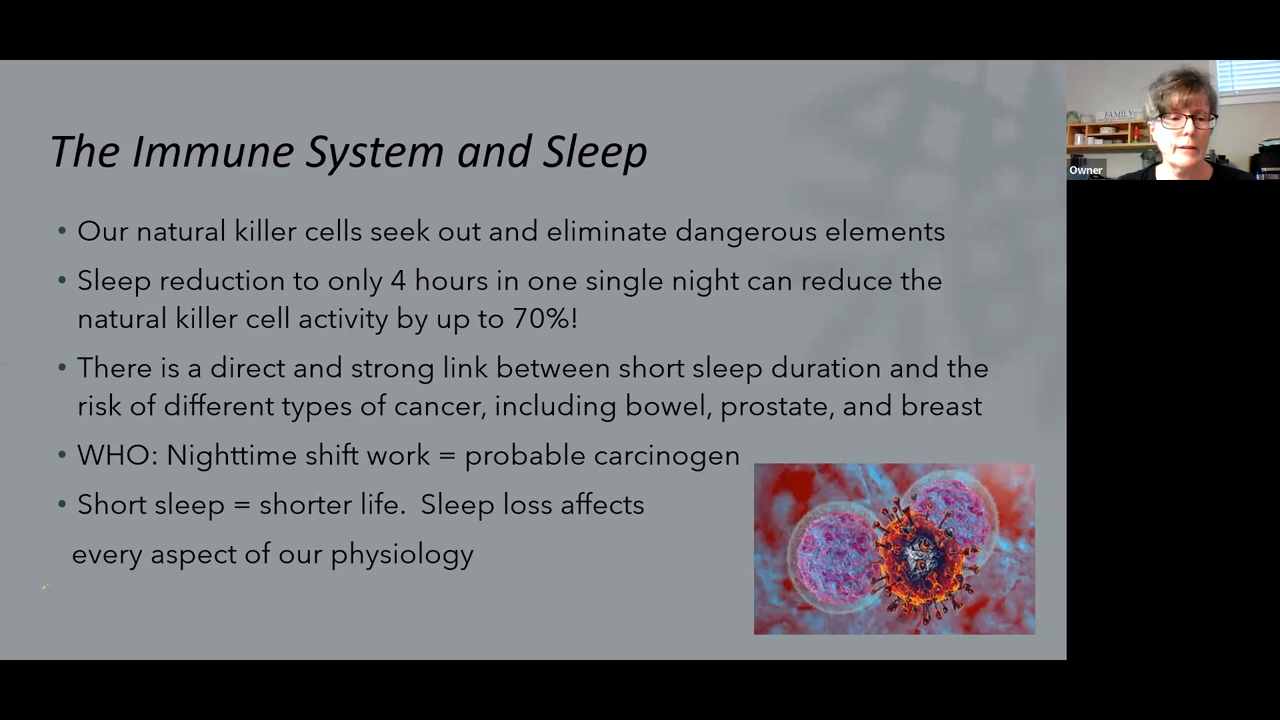 The Immune System and Sleep
• Our natural killer cells seek out and eliminate dangerous elements
• Sleep reduction to only 4 hours in one single night can reduce the
natural killer cell activity by up to 70%!
• There is a direct and strong link between short sleep duration and the
risk of different types of cancer, including bowel, prostate, and breast
• WHO: Nighttime shift work = probable carcinogen
• Short sleep = shorter life.  Sleep loss affects
every aspect of our physiology
FAMILY
Owner